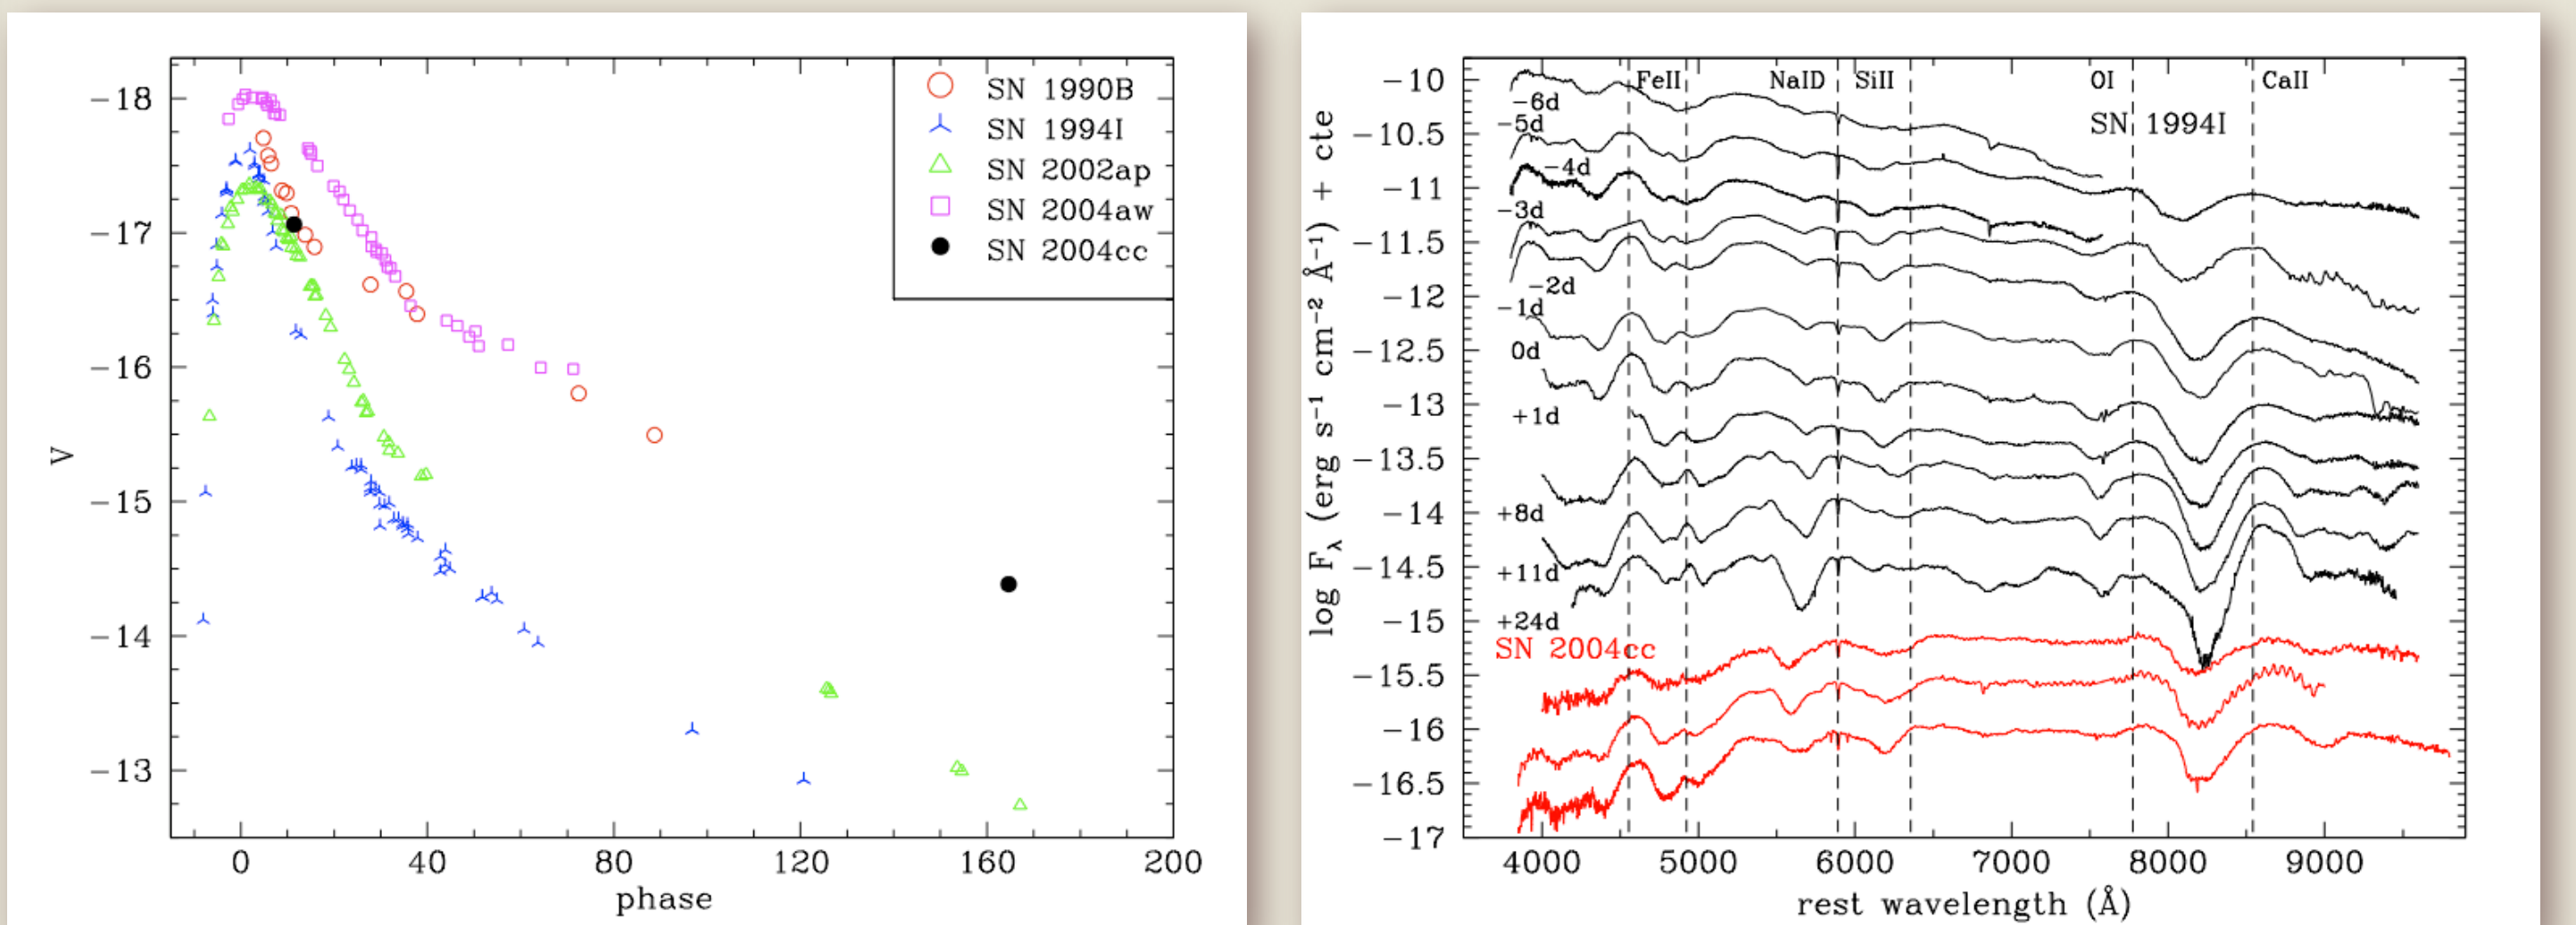 SN 1990B
SN 1994I
SN 2002ap
SN 2004aw
SN 2004cc
−18
−17
−16
−15
−14
−13
V
0 40 80 120 160 200
phase
FeII NaID SiII OI CaII
SN 1994I
−6d
−5d
−4d
−3d
−2d
−1d
0d
+1d
+8d
+11d
+24d
SN 2004cc
−10
−10.5
−11
−11.5
−12
−12.5
−13
−13.5
−14
−14.5
−15
−15.5
−16
−16.5
−17
log Fλ (erg s⁻¹ cm⁻² Å⁻¹) + cte
4000 5000 6000 7000 8000 9000
rest wavelength (Å)